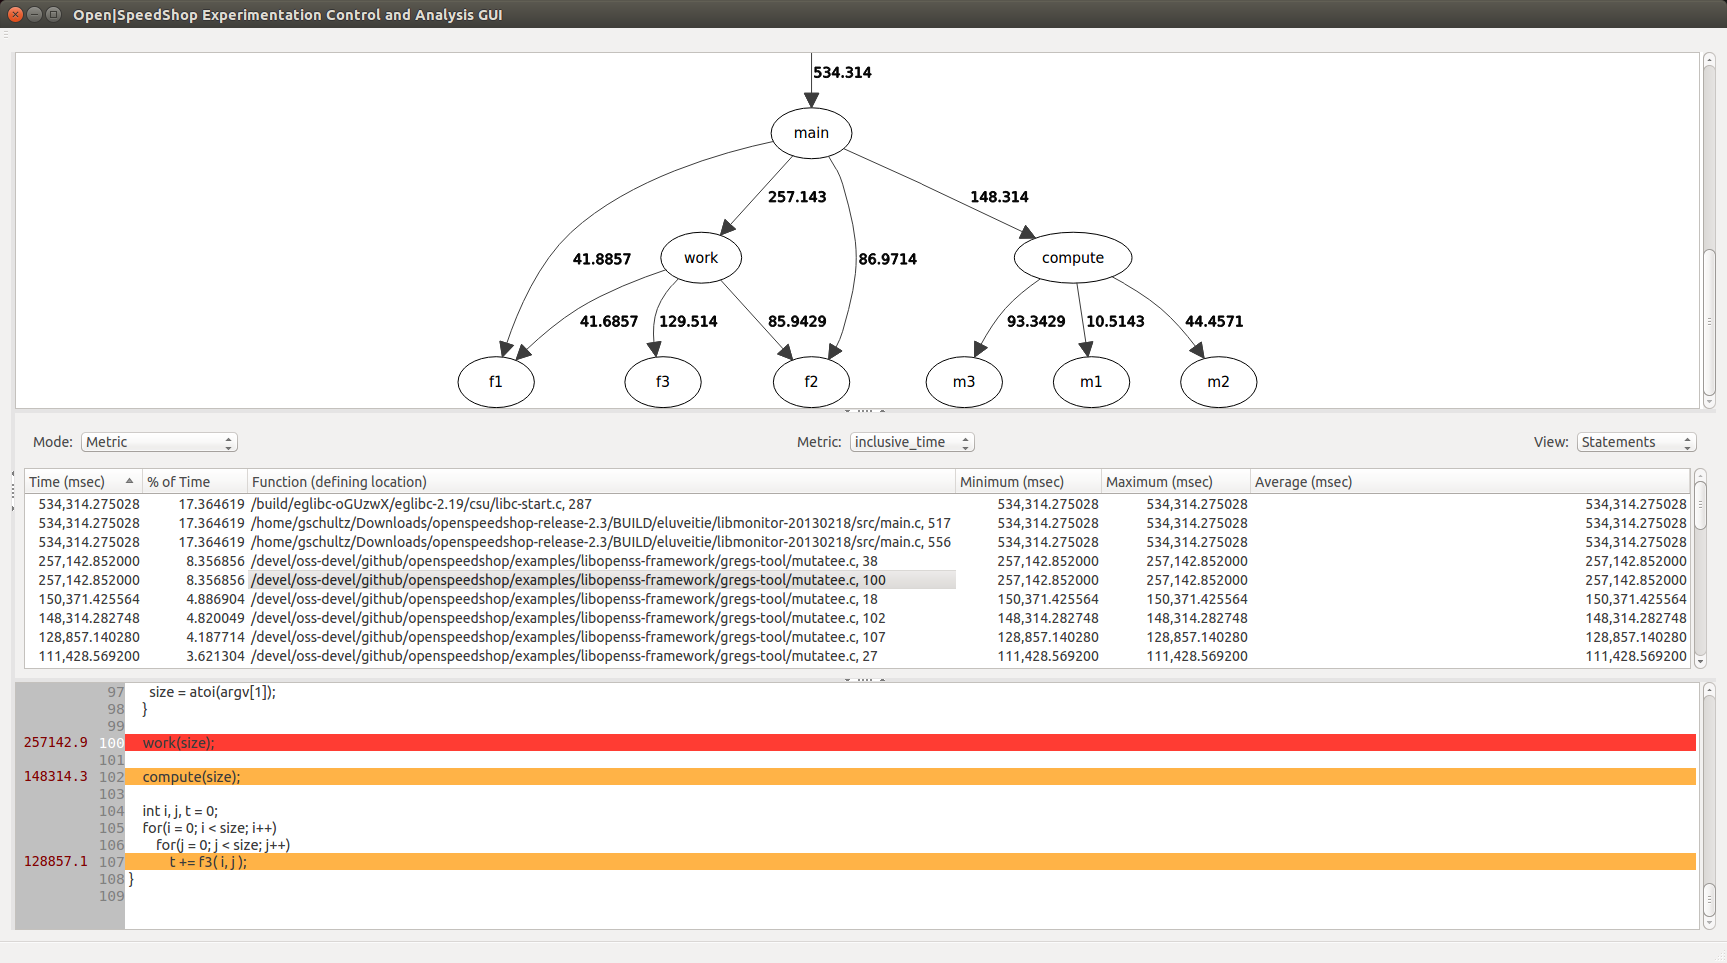 Open|SpeedShop Experimentation Control and Analysis GUI
534.314
main
257.143 148.314
41.8857 work 86.9714 compute
41.6857 129.514 85.9429 93.3429 10.5143 44.4571
f1 f3 f2 m3 m1 m2
Mode: Metric Metric: inclusive_time View: Statements
Time (msec) % of Time Function (defining location) Minimum (msec) Maximum (msec) Average (msec)
534,314.275028 17.364619 /build/eglibc-oGUzwX/eglibc-2.19/csu/libc-start.c, 287 534,314.275028 534,314.275028 534,314.275028
534,314.275028 17.364619 /home/gschultz/Downloads/openspeedshop-release-2.3/BUILD/eluveitie/libmonitor-20130218/src/main.c, 517 534,314.275028 534,314.275028 534,314.275028
534,314.275028 17.364619 /home/gschultz/Downloads/openspeedshop-release-2.3/BUILD/eluveitie/libmonitor-20130218/src/main.c, 556 534,314.275028 534,314.275028 534,314.275028
257,142.852000 8.356856 /devel/oss-devel/github/openspeedshop/examples/libopenss-framework/gregs-tool/mutatee.c, 38 257,142.852000 257,142.852000 257,142.852000
257,142.852000 8.356856 /devel/oss-devel/github/openspeedshop/examples/libopenss-framework/gregs-tool/mutatee.c, 100 257,142.852000 257,142.852000 257,142.852000
150,371.425564 4.886904 /devel/oss-devel/github/openspeedshop/examples/libopenss-framework/gregs-tool/mutatee.c, 18 150,371.425564 150,371.425564 150,371.425564
148,314.282748 4.820049 /devel/oss-devel/github/openspeedshop/examples/libopenss-framework/gregs-tool/mutatee.c, 102 148,314.282748 148,314.282748 148,314.282748
128,857.140280 4.187714 /devel/oss-devel/github/openspeedshop/examples/libopenss-framework/gregs-tool/mutatee.c, 107 128,857.140280 128,857.140280 128,857.140280
111,428.569200 3.621304 /devel/oss-devel/github/openspeedshop/examples/libopenss-framework/gregs-tool/mutatee.c, 27 111,428.569200 111,428.569200 111,428.569200
97 size = atoi(argv[1]);
98 }
99
257142.9 100 work(size);
101
148314.3 102 compute(size);
103
104 int i, j, t = 0;
105 for(i = 0; i < size; i++)
106 for(j = 0; j < size; j++)
128857.1 107 t += f3( i, j );
108 }
109